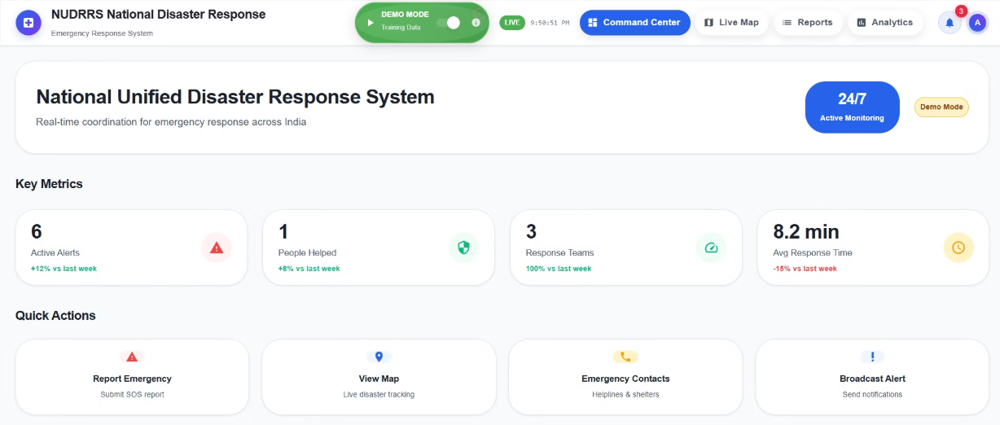 NUDRRS National Disaster Response
Emergency Response System
DEMO MODE
Training Data
LIVE
9:50:51 PM
Command Center
Live Map
Reports
Analytics
3
A
National Unified Disaster Response System
Real-time coordination for emergency response across India
24/7
Active Monitoring
Demo Mode
Key Metrics
6
Active Alerts
+12% vs last week
1
People Helped
+8% vs last week
3
Response Teams
100% vs last week
8.2 min
Avg Response Time
-15% vs last week
Quick Actions
Report Emergency
Submit SOS report
View Map
Live disaster tracking
Emergency Contacts
Helplines & shelters
Broadcast Alert
Send notifications